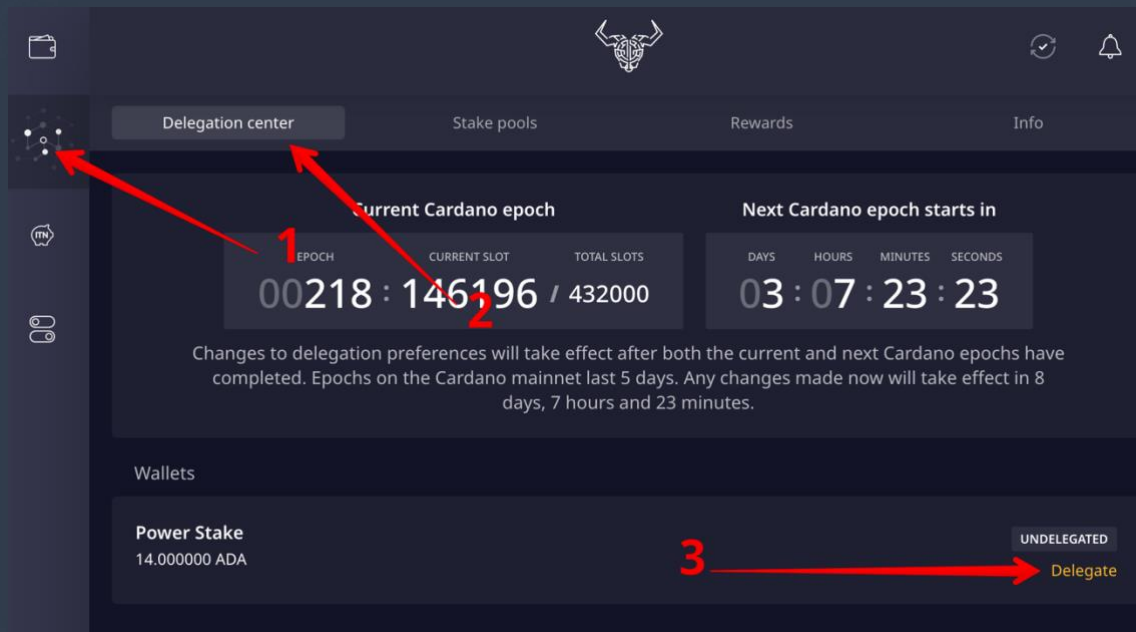 Delegation center
Stake pools
Rewards
Info
Current Cardano epoch
Next Cardano epoch starts in
1
EPOCH
CURRENT SLOT
TOTAL SLOTS
DAYS
HOURS
MINUTES
SECONDS
00218 : 146196 / 432000
03 : 07 : 23 : 23
2
Changes to delegation preferences will take effect after both the current and next Cardano epochs have
completed. Epochs on the Cardano mainnet last 5 days. Any changes made now will take effect in 8
days, 7 hours and 23 minutes.
ITN
Wallets
Power Stake
14.000000 ADA
3
UNDELEGATED
Delegate